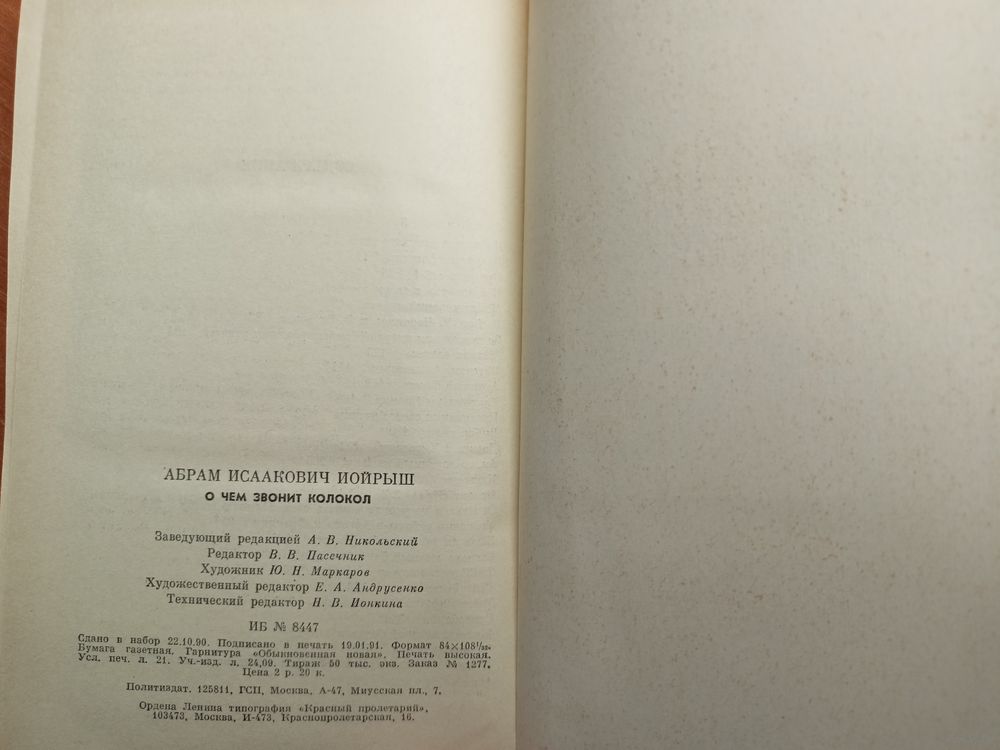 АБРАМ ИСААКОВИЧ ИОЙРЫШ
О ЧЕМ ЗВОНИТ КОЛОКОЛ
Заведующий редакцией А. В. Никольский
Редактор В. В. Пасечник
Художник Ю. Н. Маркаров
Художественный редактор Е. А. Андрусенко
Технический редактор Н. В. Ионкина
ИБ № 8447
Сдано в набор 22.10.90. Подписано в печать 19.01.91. Формат 84×108¹/₃₂.
Бумага газетная. Гарнитура «Обыкновенная новая». Печать высокая.
Усл. печ. л. 21. Уч.-изд. л. 24,09. Тираж 50 тыс. экз. Заказ № 1277.
Цена 2 р. 20 к.
Политиздат. 125811, ГСП, Москва, А-47, Миусская пл., 7.
Ордена Ленина типография «Красный пролетарий»,
103473, Москва, И-473, Краснопролетарская, 16.